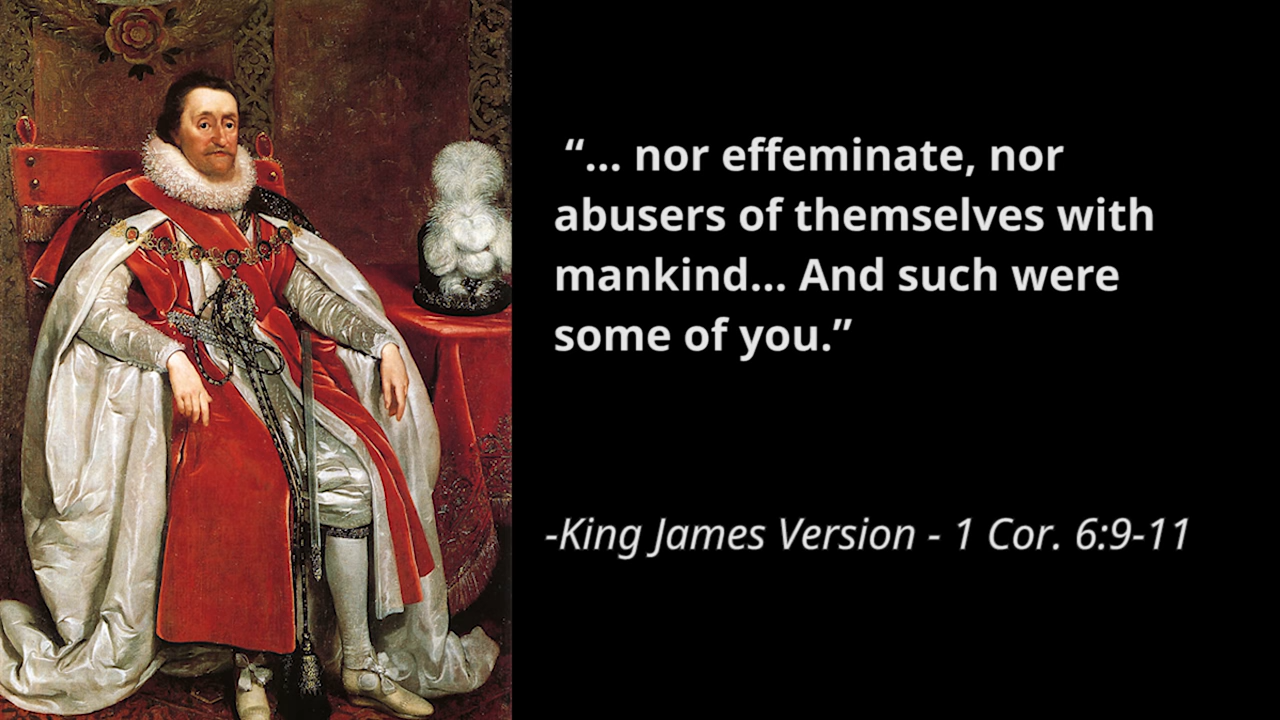 “... nor effeminate, nor
abusers of themselves with
mankind... And such were
some of you.”
-King James Version - 1 Cor. 6:9-11